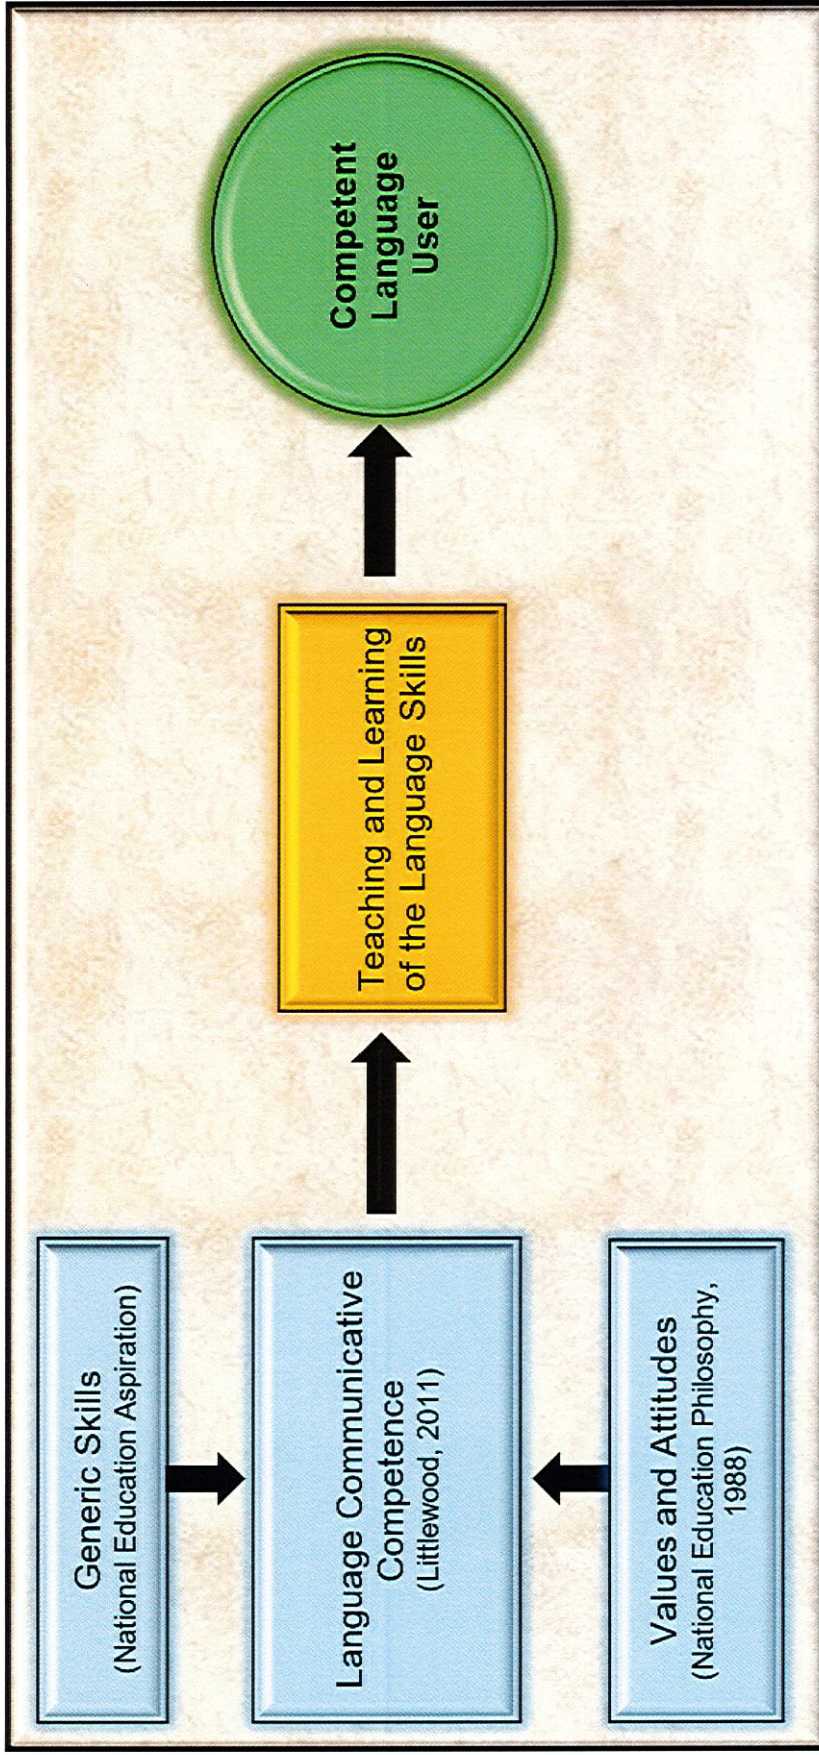 Generic Skills
(National Education Aspiration)
Language Communicative
Competence
(Littlewood, 2011)
Values and Attitudes
(National Education Philosophy,
1988)
Teaching and Learning
of the Language Skills
Competent
Language
User